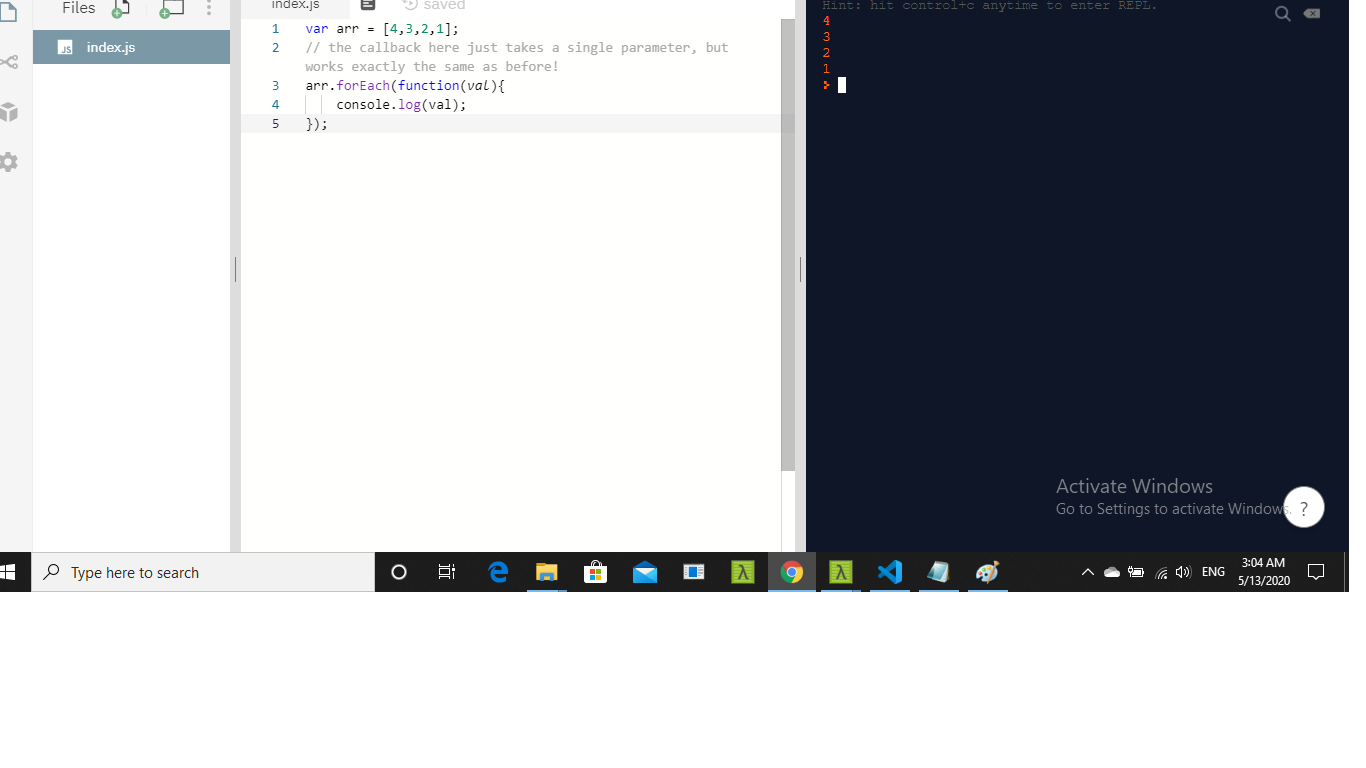 Files
index.js
index.js
saved
1 var arr = [4,3,2,1];
2 // the callback here just takes a single parameter, but
works exactly the same as before!
3 arr.forEach(function(val){
4 console.log(val);
5 });
Hint: hit control+c anytime to enter REPL.
4
3
2
1
Activate Windows
Go to Settings to activate Windows.
?
Type here to search
ENG
3:04 AM
5/13/2020